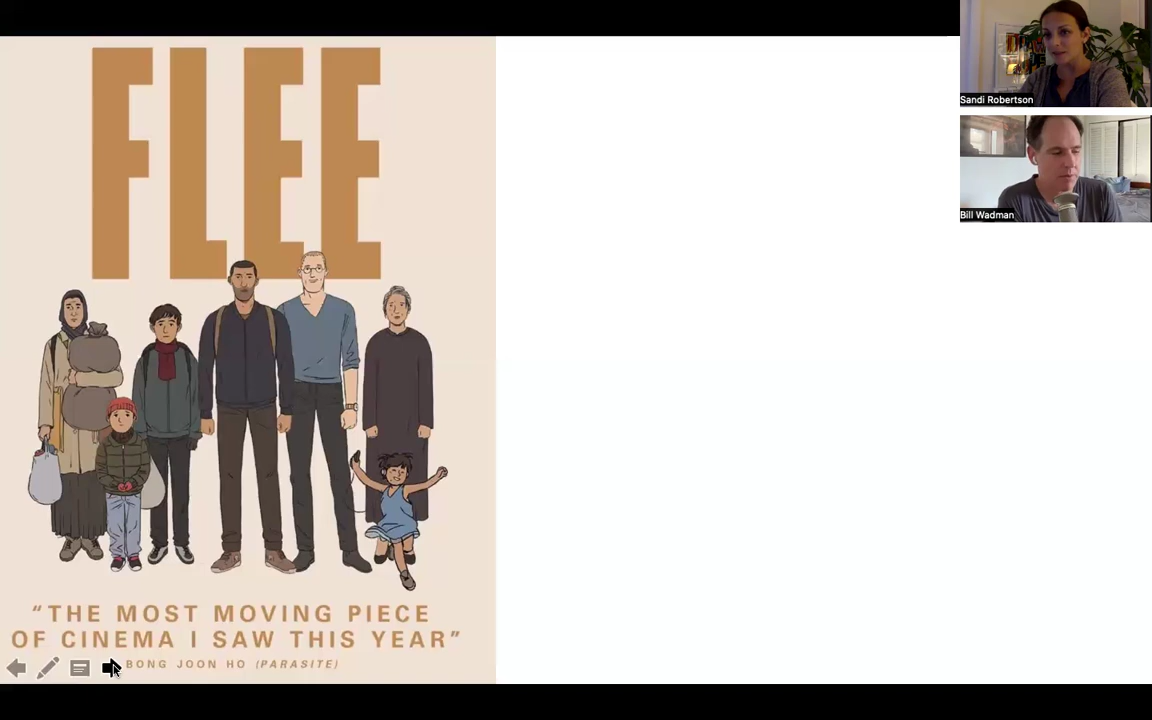 FLEE
“THE MOST MOVING PIECE
OF CINEMA I SAW THIS YEAR”
BONG JOON HO (PARASITE)
Sandi Robertson
Bill Wadman